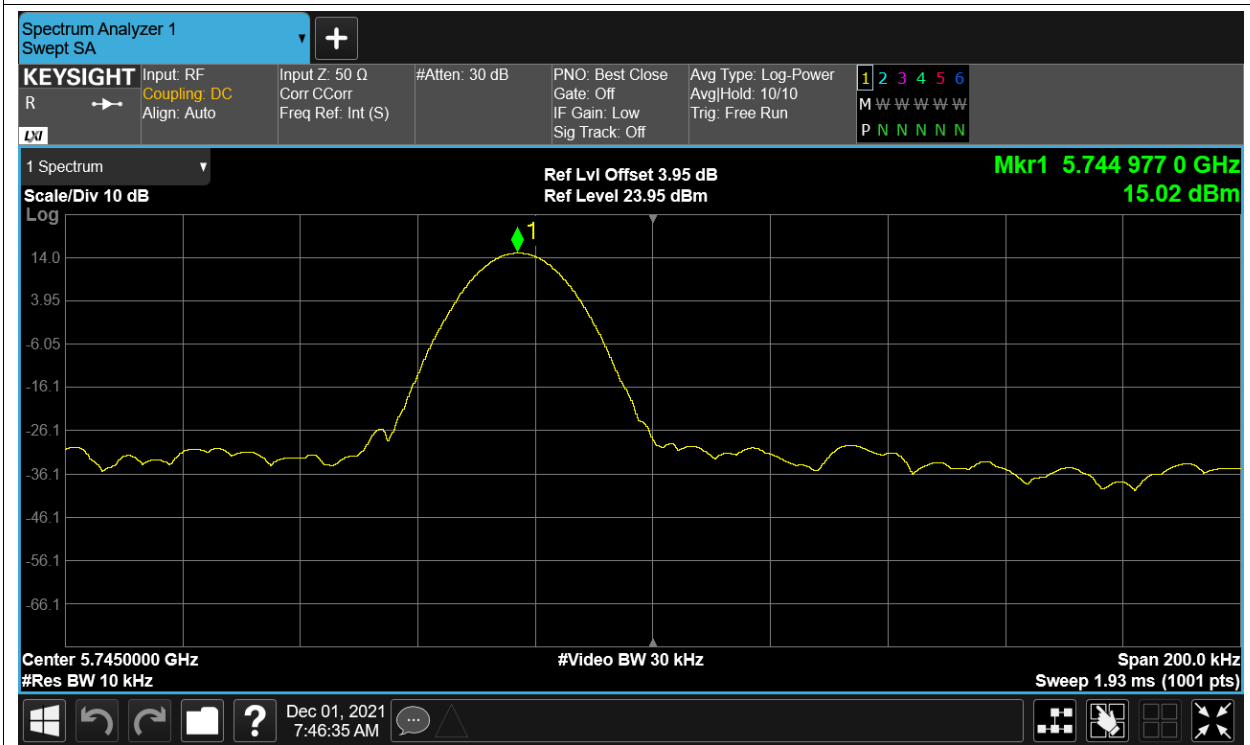 Spectrum Analyzer 1
Swept SA
KEYSIGHT
R
LXI
Input: RF
Coupling: DC
Align: Auto
Input Z: 50 Ω
Corr CCorr
Freq Ref: Int (S)
#Atten: 30 dB
PNO: Best Close
Gate: Off
IF Gain: Low
Sig Track: Off
Avg Type: Log-Power
Avg|Hold: 10/10
Trig: Free Run
1 2 3 4 5 6
M W W W W W
P N N N N N
1 Spectrum
Scale/Div 10 dB
Log
Ref Lvl Offset 3.95 dB
Ref Level 23.95 dBm
Mkr1 5.744 977 0 GHz
15.02 dBm
1
14.0
3.95
-6.05
-16.1
-26.1
-36.1
-46.1
-56.1
-66.1
Center 5.7450000 GHz
#Res BW 10 kHz
#Video BW 30 kHz
Span 200.0 kHz
Sweep 1.93 ms (1001 pts)
?
Dec 01, 2021
7:46:35 AM